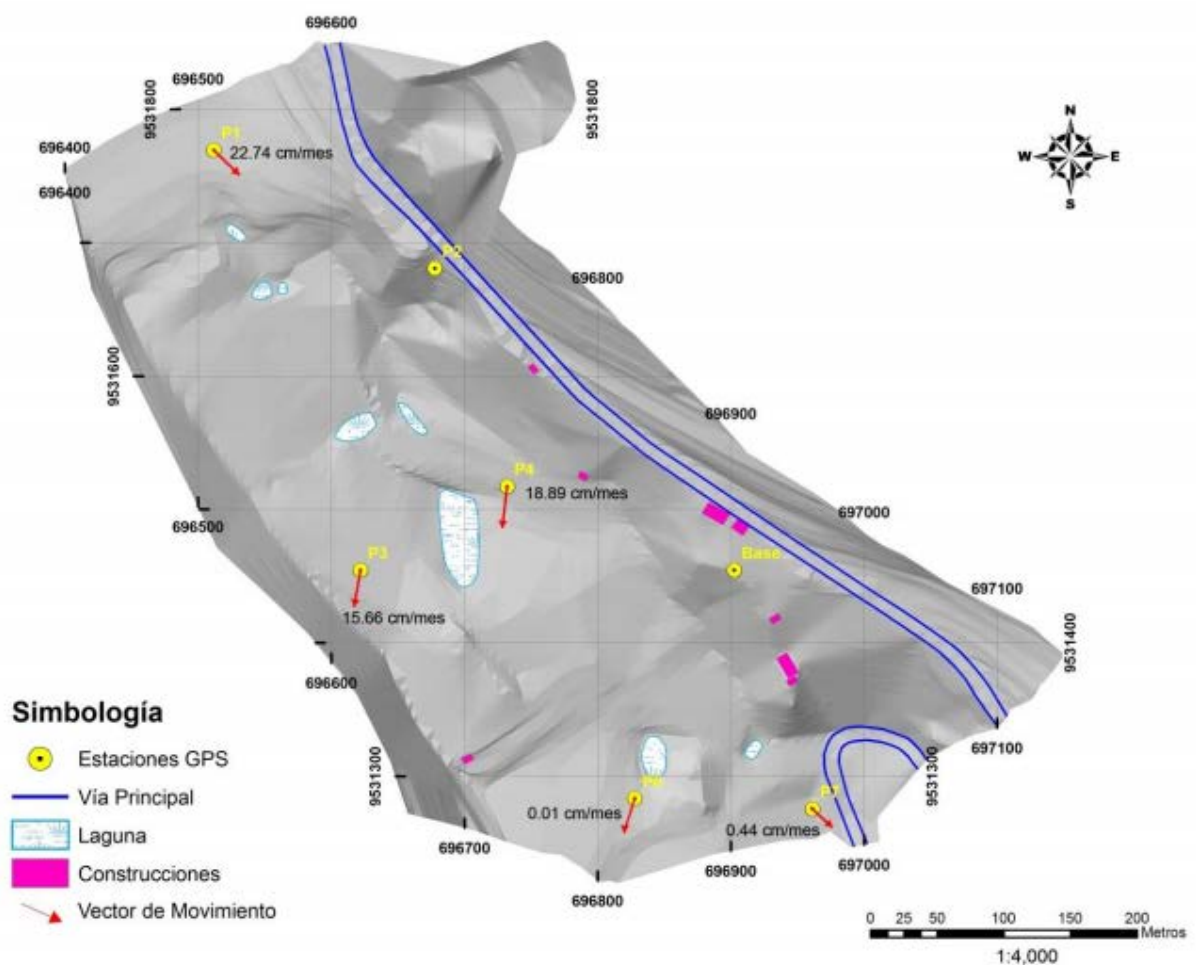 696600
696500
9531800
9531800
P1
22.74 cm/mes
696400
696400
N
W
E
S
P2
696800
9531600
696900
P4
18.89 cm/mes
696500
697000
P3
Base
697100
15.66 cm/mes
9531400
696600
Simbología
Estaciones GPS
Vía Principal
Laguna
Construcciones
Vector de Movimiento
697100
9531300
9531300
0.01 cm/mes
P7
0.44 cm/mes
696700
696900
697000
696800
0 25 50 100 150 200
Metros
1:4,000